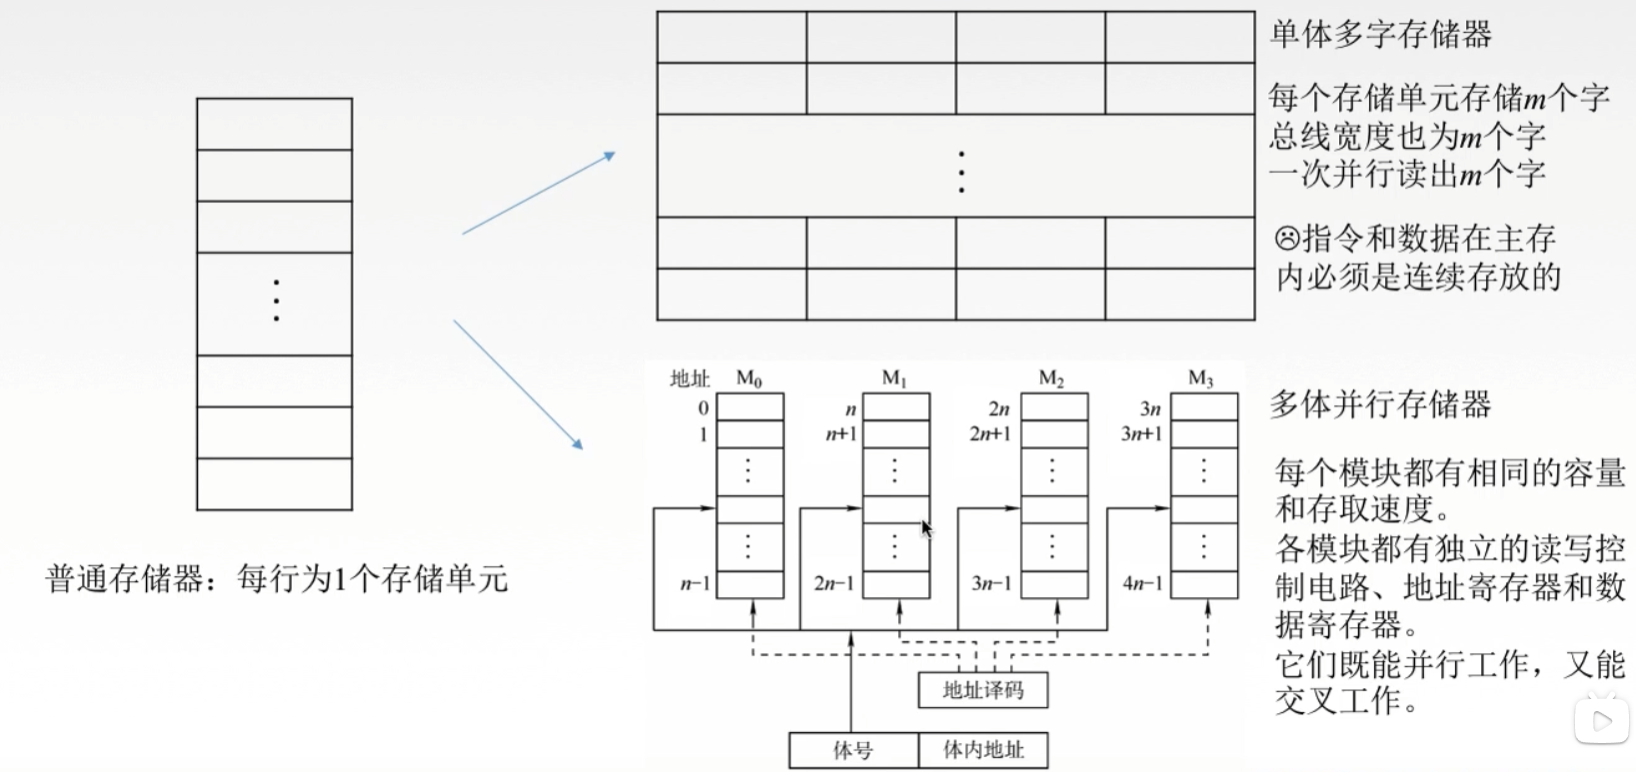 单体多字存储器
每个存储单元存储m个字
总线宽度也为m个字
一次并行读出m个字
☹指令和数据在主存
内必须是连续存放的
普通存储器：每行为1个存储单元
地址 M0 M1 M2 M3
0 n 2n 3n
1 n+1 2n+1 3n+1
n−1 2n−1 3n−1 4n−1
地址译码
体号 体内地址
多体并行存储器
每个模块都有相同的容量
和存取速度。
各模块都有独立的读写控
制电路、地址寄存器和数
据寄存器。
它们既能并行工作，又能
交叉工作。